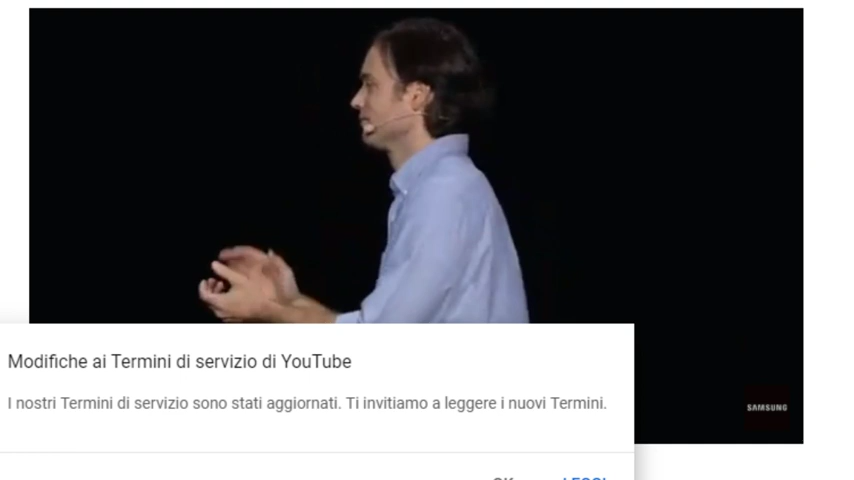 SAMSUNG
Modifiche ai Termini di servizio di YouTube
I nostri Termini di servizio sono stati aggiornati. Ti invitiamo a leggere i nuovi Termini.